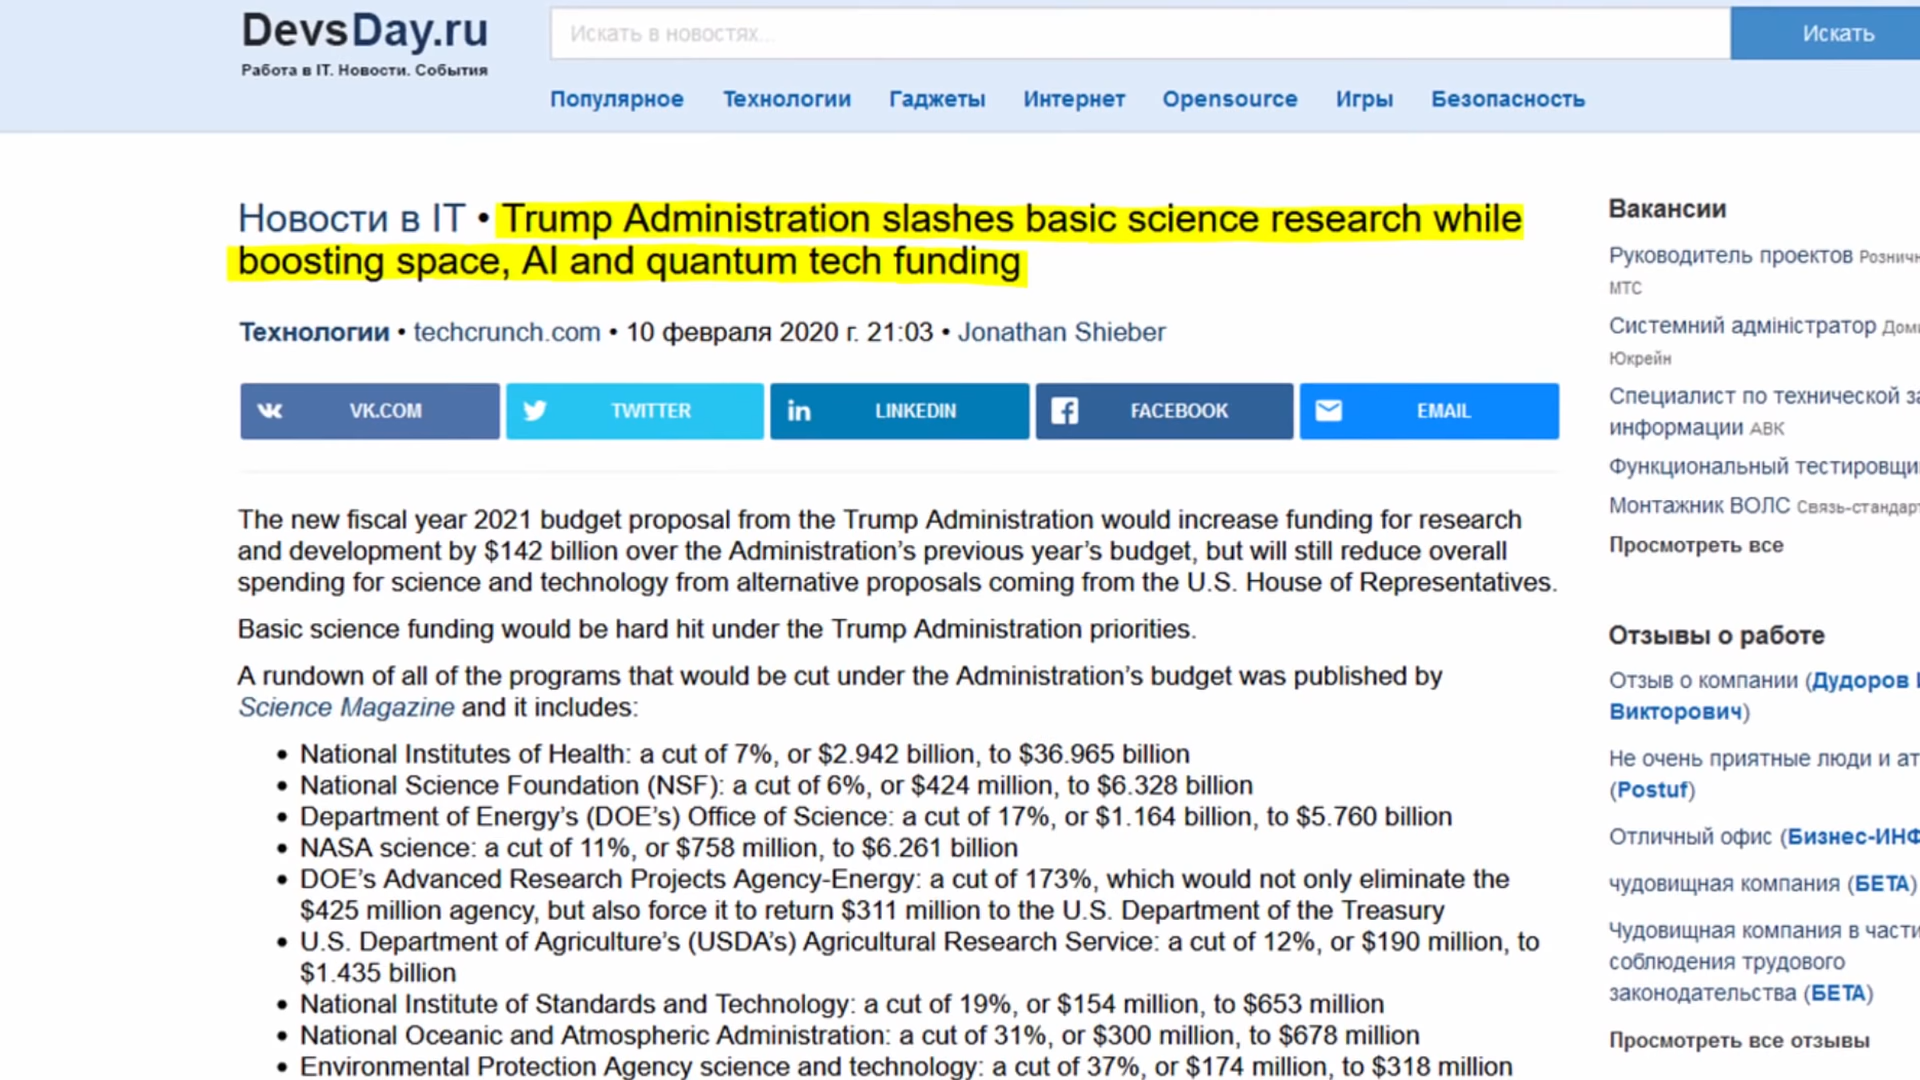 DevsDay.ru
Работа в IT. Новости. События
Искать в новостях...
Искать
Популярное Технологии Гаджеты Интернет Opensource Игры Безопасность
Новости в IT • Trump Administration slashes basic science research while
boosting space, AI and quantum tech funding
Технологии • techcrunch.com • 10 февраля 2020 г. 21:03 • Jonathan Shieber
VK.COM
TWITTER
LINKEDIN
FACEBOOK
EMAIL
The new fiscal year 2021 budget proposal from the Trump Administration would increase funding for research
and development by $142 billion over the Administration’s previous year’s budget, but will still reduce overall
spending for science and technology from alternative proposals coming from the U.S. House of Representatives.
Basic science funding would be hard hit under the Trump Administration priorities.
A rundown of all of the programs that would be cut under the Administration’s budget was published by
Science Magazine and it includes:
• National Institutes of Health: a cut of 7%, or $2.942 billion, to $36.965 billion
• National Science Foundation (NSF): a cut of 6%, or $424 million, to $6.328 billion
• Department of Energy’s (DOE’s) Office of Science: a cut of 17%, or $1.164 billion, to $5.760 billion
• NASA science: a cut of 11%, or $758 million, to $6.261 billion
• DOE’s Advanced Research Projects Agency-Energy: a cut of 173%, which would not only eliminate the
$425 million agency, but also force it to return $311 million to the U.S. Department of the Treasury
• U.S. Department of Agriculture’s (USDA’s) Agricultural Research Service: a cut of 12%, or $190 million, to
$1.435 billion
• National Institute of Standards and Technology: a cut of 19%, or $154 million, to $653 million
• National Oceanic and Atmospheric Administration: a cut of 31%, or $300 million, to $678 million
• Environmental Protection Agency science and technology: a cut of 37%, or $174 million, to $318 million
Вакансии
Руководитель проектов
МТС
Системний адміністратор
Юкрейн
Специалист по технической
информации АВК
Функциональный
Монтажник ВОЛС
Просмотреть все
Отзывы о работе
Отзыв о компании (Дудоров
Викторович)
Не очень приятные люди и
(Postuf)
Отличный офис (Бизнес-
чудовищная компания (БЕТА)
Чудовищная компания в
соблюдения трудового
законодательства (БЕТА)
Просмотреть все отзывы